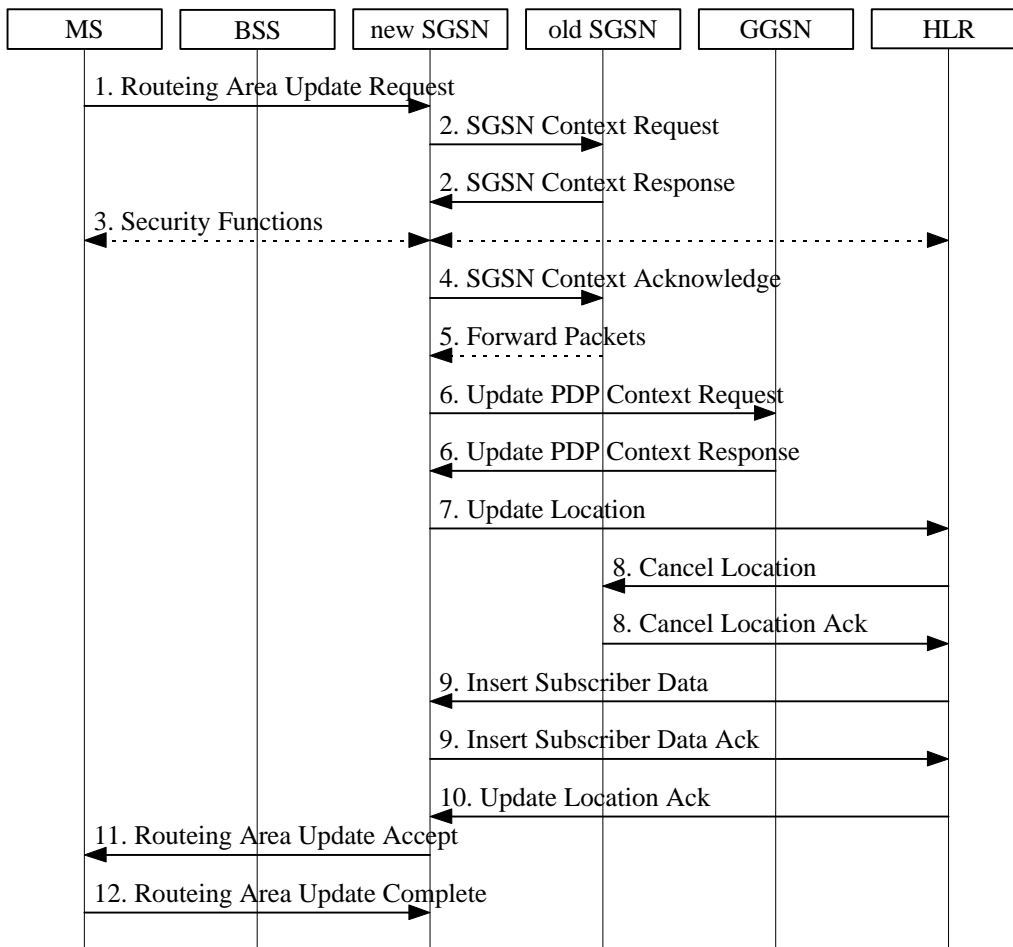 MS
BSS
new SGSN
old SGSN
GGSN
HLR
1. Routeing Area Update Request
2. SGSN Context Request
2. SGSN Context Response
3. Security Functions
4. SGSN Context Acknowledge
5. Forward Packets
6. Update PDP Context Request
6. Update PDP Context Response
7. Update Location
8. Cancel Location
8. Cancel Location Ack
9. Insert Subscriber Data
9. Insert Subscriber Data Ack
10. Update Location Ack
11. Routeing Area Update Accept
12. Routeing Area Update Complete